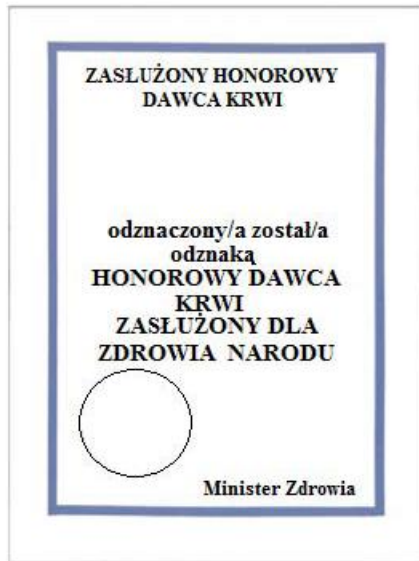 ZASŁUŻONY HONOROWY
DAWCA KRWI
odznaczony/a został/a
odznaką
HONOROWY DAWCA
KRWI
ZASŁUŻONY DLA
ZDROWIA NARODU
Minister Zdrowia